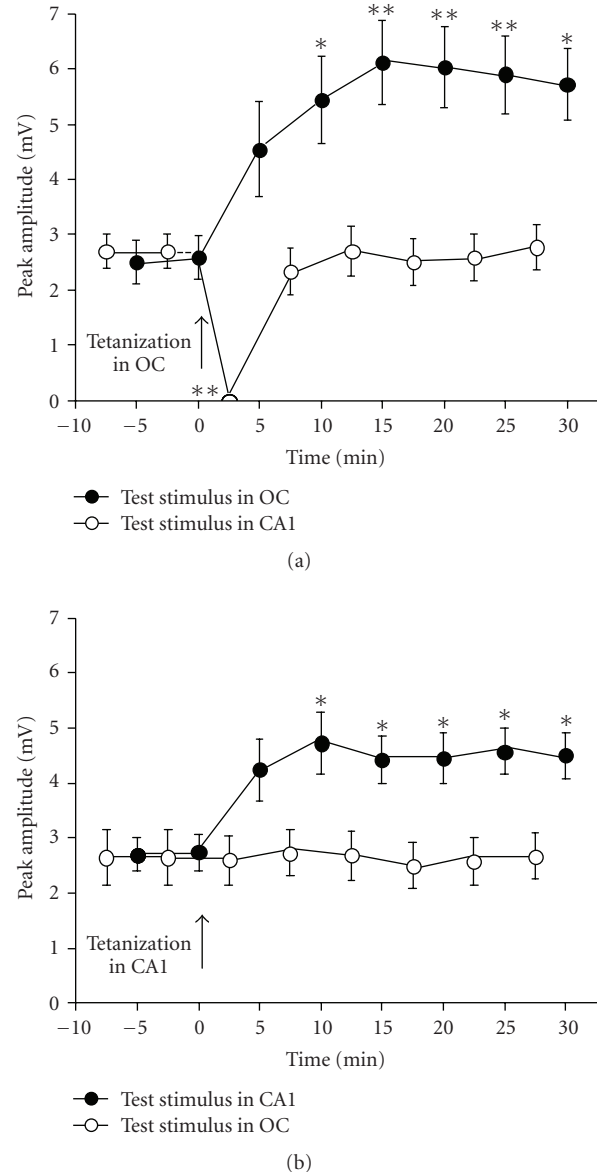 7
6
5
4
3
2
1
0
Peak amplitude (mV)
∗ ∗∗ ∗∗ ∗∗ ∗
Tetanization
in OC
∗∗
−10 −5 0 5 10 15 20 25 30
Time (min)
Test stimulus in OC
Test stimulus in CA1
(a)
7
6
5
4
3
2
1
0
Peak amplitude (mV)
∗ ∗ ∗ ∗ ∗
Tetanization
in CA1
−10 −5 0 5 10 15 20 25 30
Time (min)
Test stimulus in CA1
Test stimulus in OC
(b)